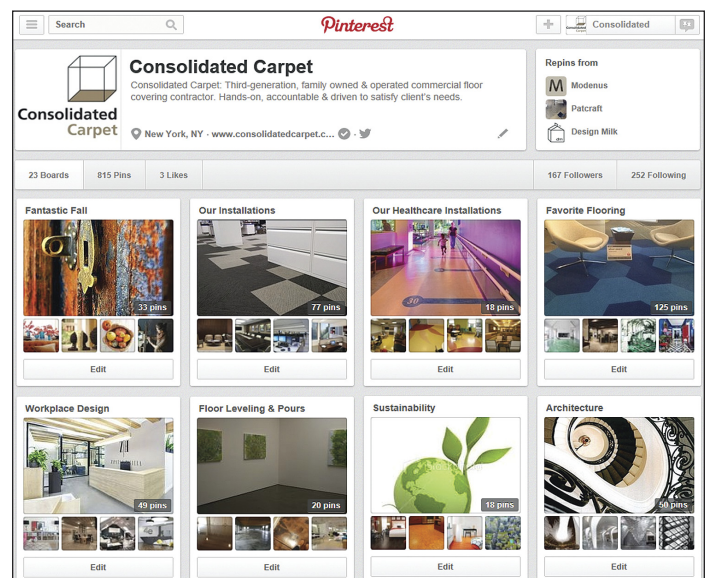 Search
Pinterest
Consolidated
Consolidated
Carpet
Consolidated Carpet
Consolidated Carpet: Third-generation, family owned & operated commercial floor
covering contractor. Hands-on, accountable & driven to satisfy client's needs.
New York, NY · www.consolidatedcarpet.c... ·
Repins from
M
Modenus
Patcraft
Design Milk
23 Boards
815 Pins
3 Likes
167 Followers
252 Following
Fantastic Fall
33 pins
Edit
Our Installations
77 pins
Edit
Our Healthcare Installations
30
18 pins
Edit
Favorite Flooring
125 pins
Edit
Workplace Design
49 pins
Edit
Floor Leveling & Pours
20 pins
Edit
Sustainability
18 pins
Edit
Architecture
50 pins
Edit